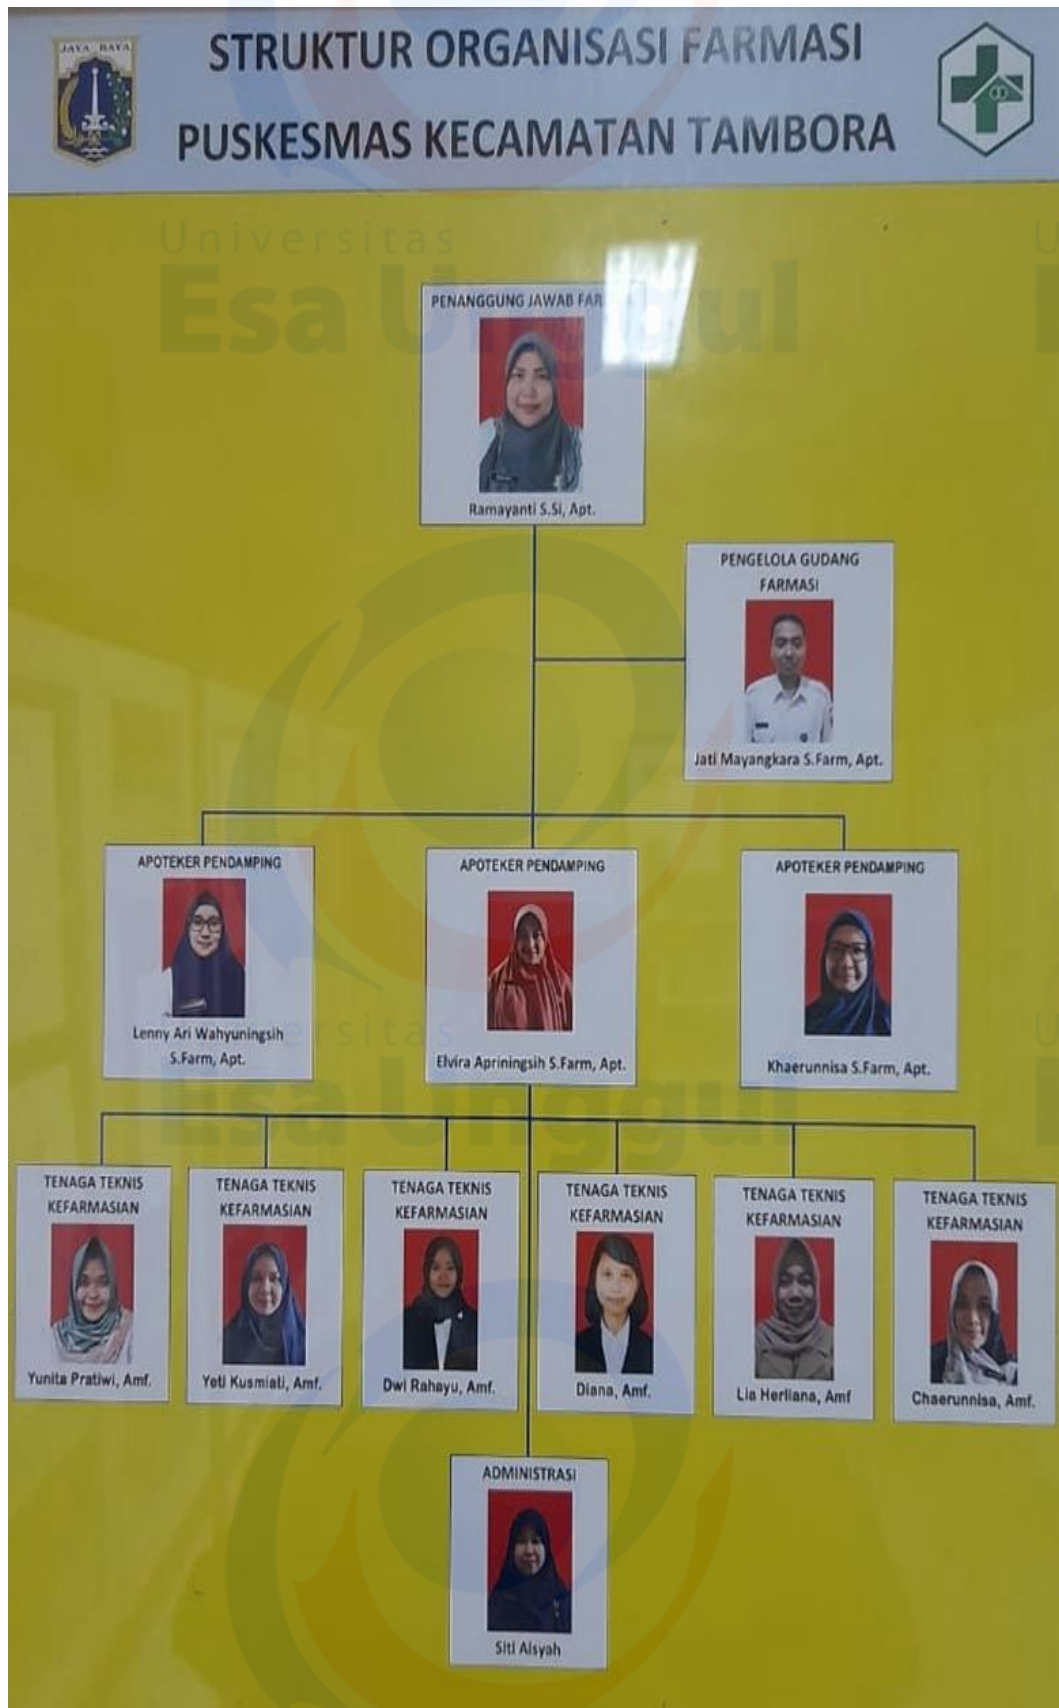 JAYA RAYA
STRUKTUR ORGANISASI FARMASI
PUSKESMAS KECAMATAN TAMBORA
Universitas
Esa Unggul
PENANGGUNG JAWAB FAR
Ramayanti S.Si, Apt.
PENGELOLA GUDANG
FARMASI
Jati Mayangkara S.Farm, Apt.
APOTEKER PENDAMPING
Lenny Ari Wahyuningsih
S.Farm, Apt.
APOTEKER PENDAMPING
Elvira Apriningsih S.Farm, Apt.
APOTEKER PENDAMPING
Khaerunnisa S.Farm, Apt.
Universitas
Esa Unggul
TENAGA TEKNIS
KEFARMASIAN
Yunita Pratiwi, Amf.
TENAGA TEKNIS
KEFARMASIAN
Yeti Kusmiati, Amf.
TENAGA TEKNIS
KEFARMASIAN
Dwi Rahayu, Amf.
TENAGA TEKNIS
KEFARMASIAN
Diana, Amf.
TENAGA TEKNIS
KEFARMASIAN
Lia Herliana, Amf
TENAGA TEKNIS
KEFARMASIAN
Chaerunnisa, Amf.
ADMINISTRASI
Siti Aisyah